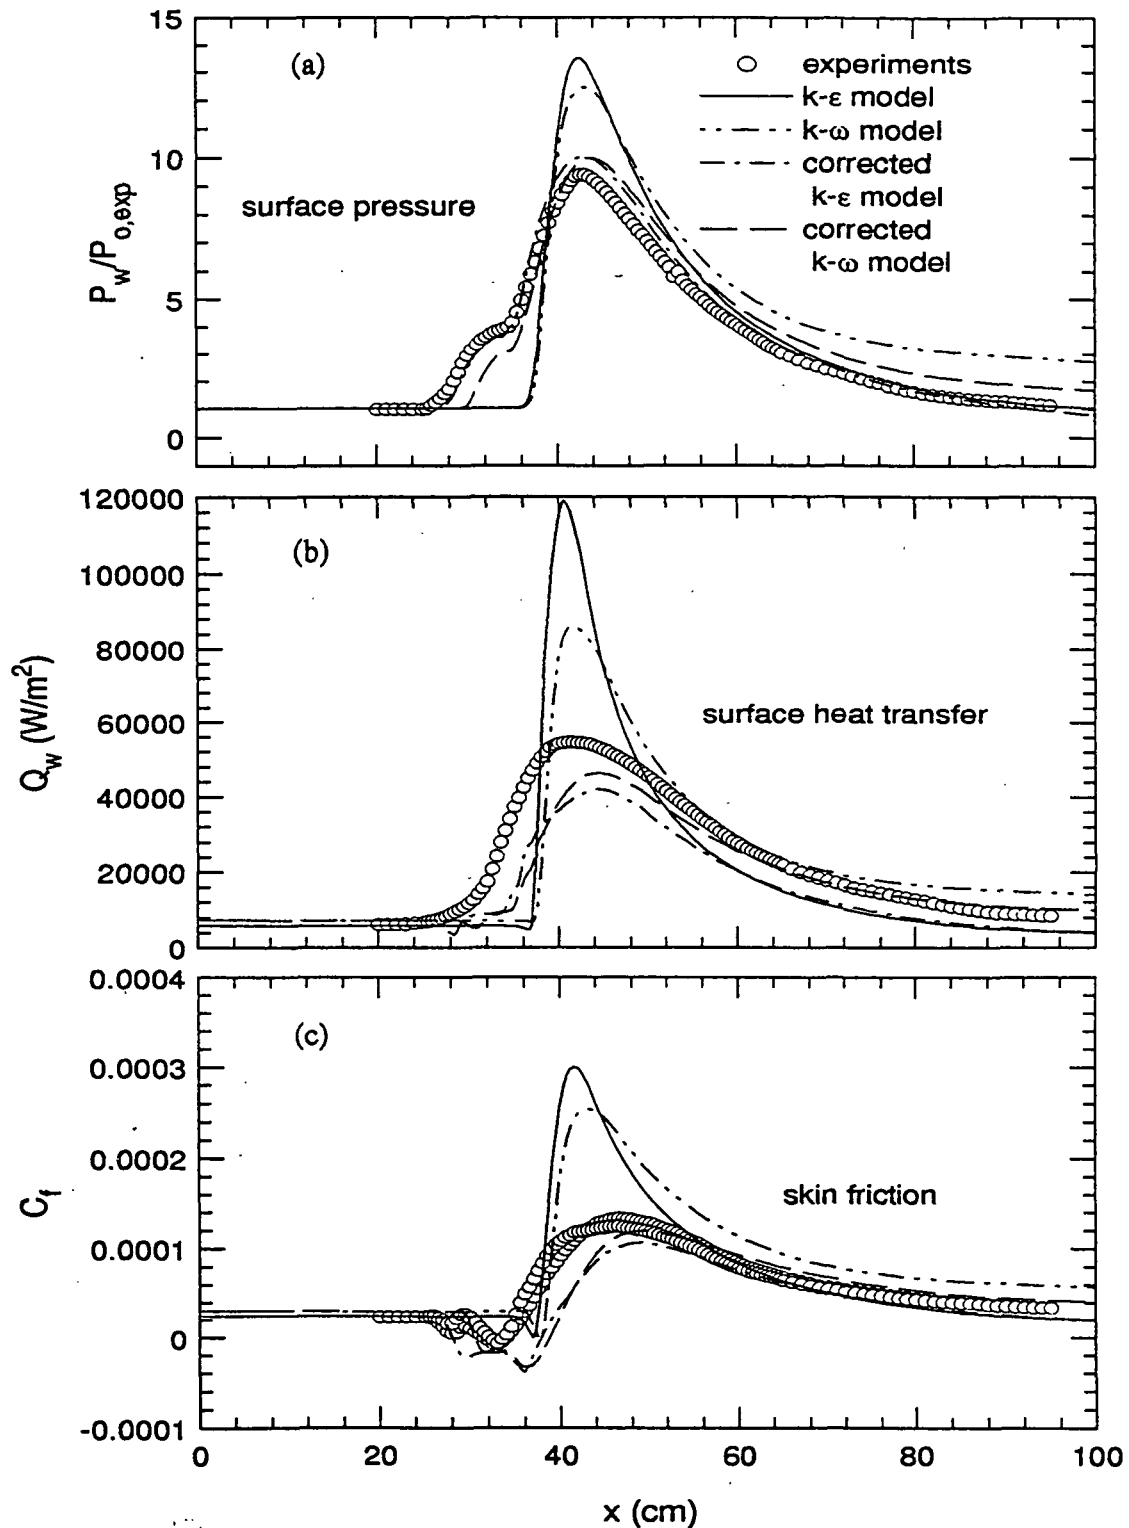 15
(a)
experiments
k-ε model
k-ω model
corrected
k-ε model
corrected
k-ω model
10
surface pressure
5
0
P_w/P_{o,exp}
120000
(b)
100000
80000
60000
surface heat transfer
40000
20000
0
Q_w (W/m²)
0.0004
(c)
0.0003
0.0002
skin friction
0.0001
0
-0.0001
C_f
0 20 40 60 80 100
x (cm)